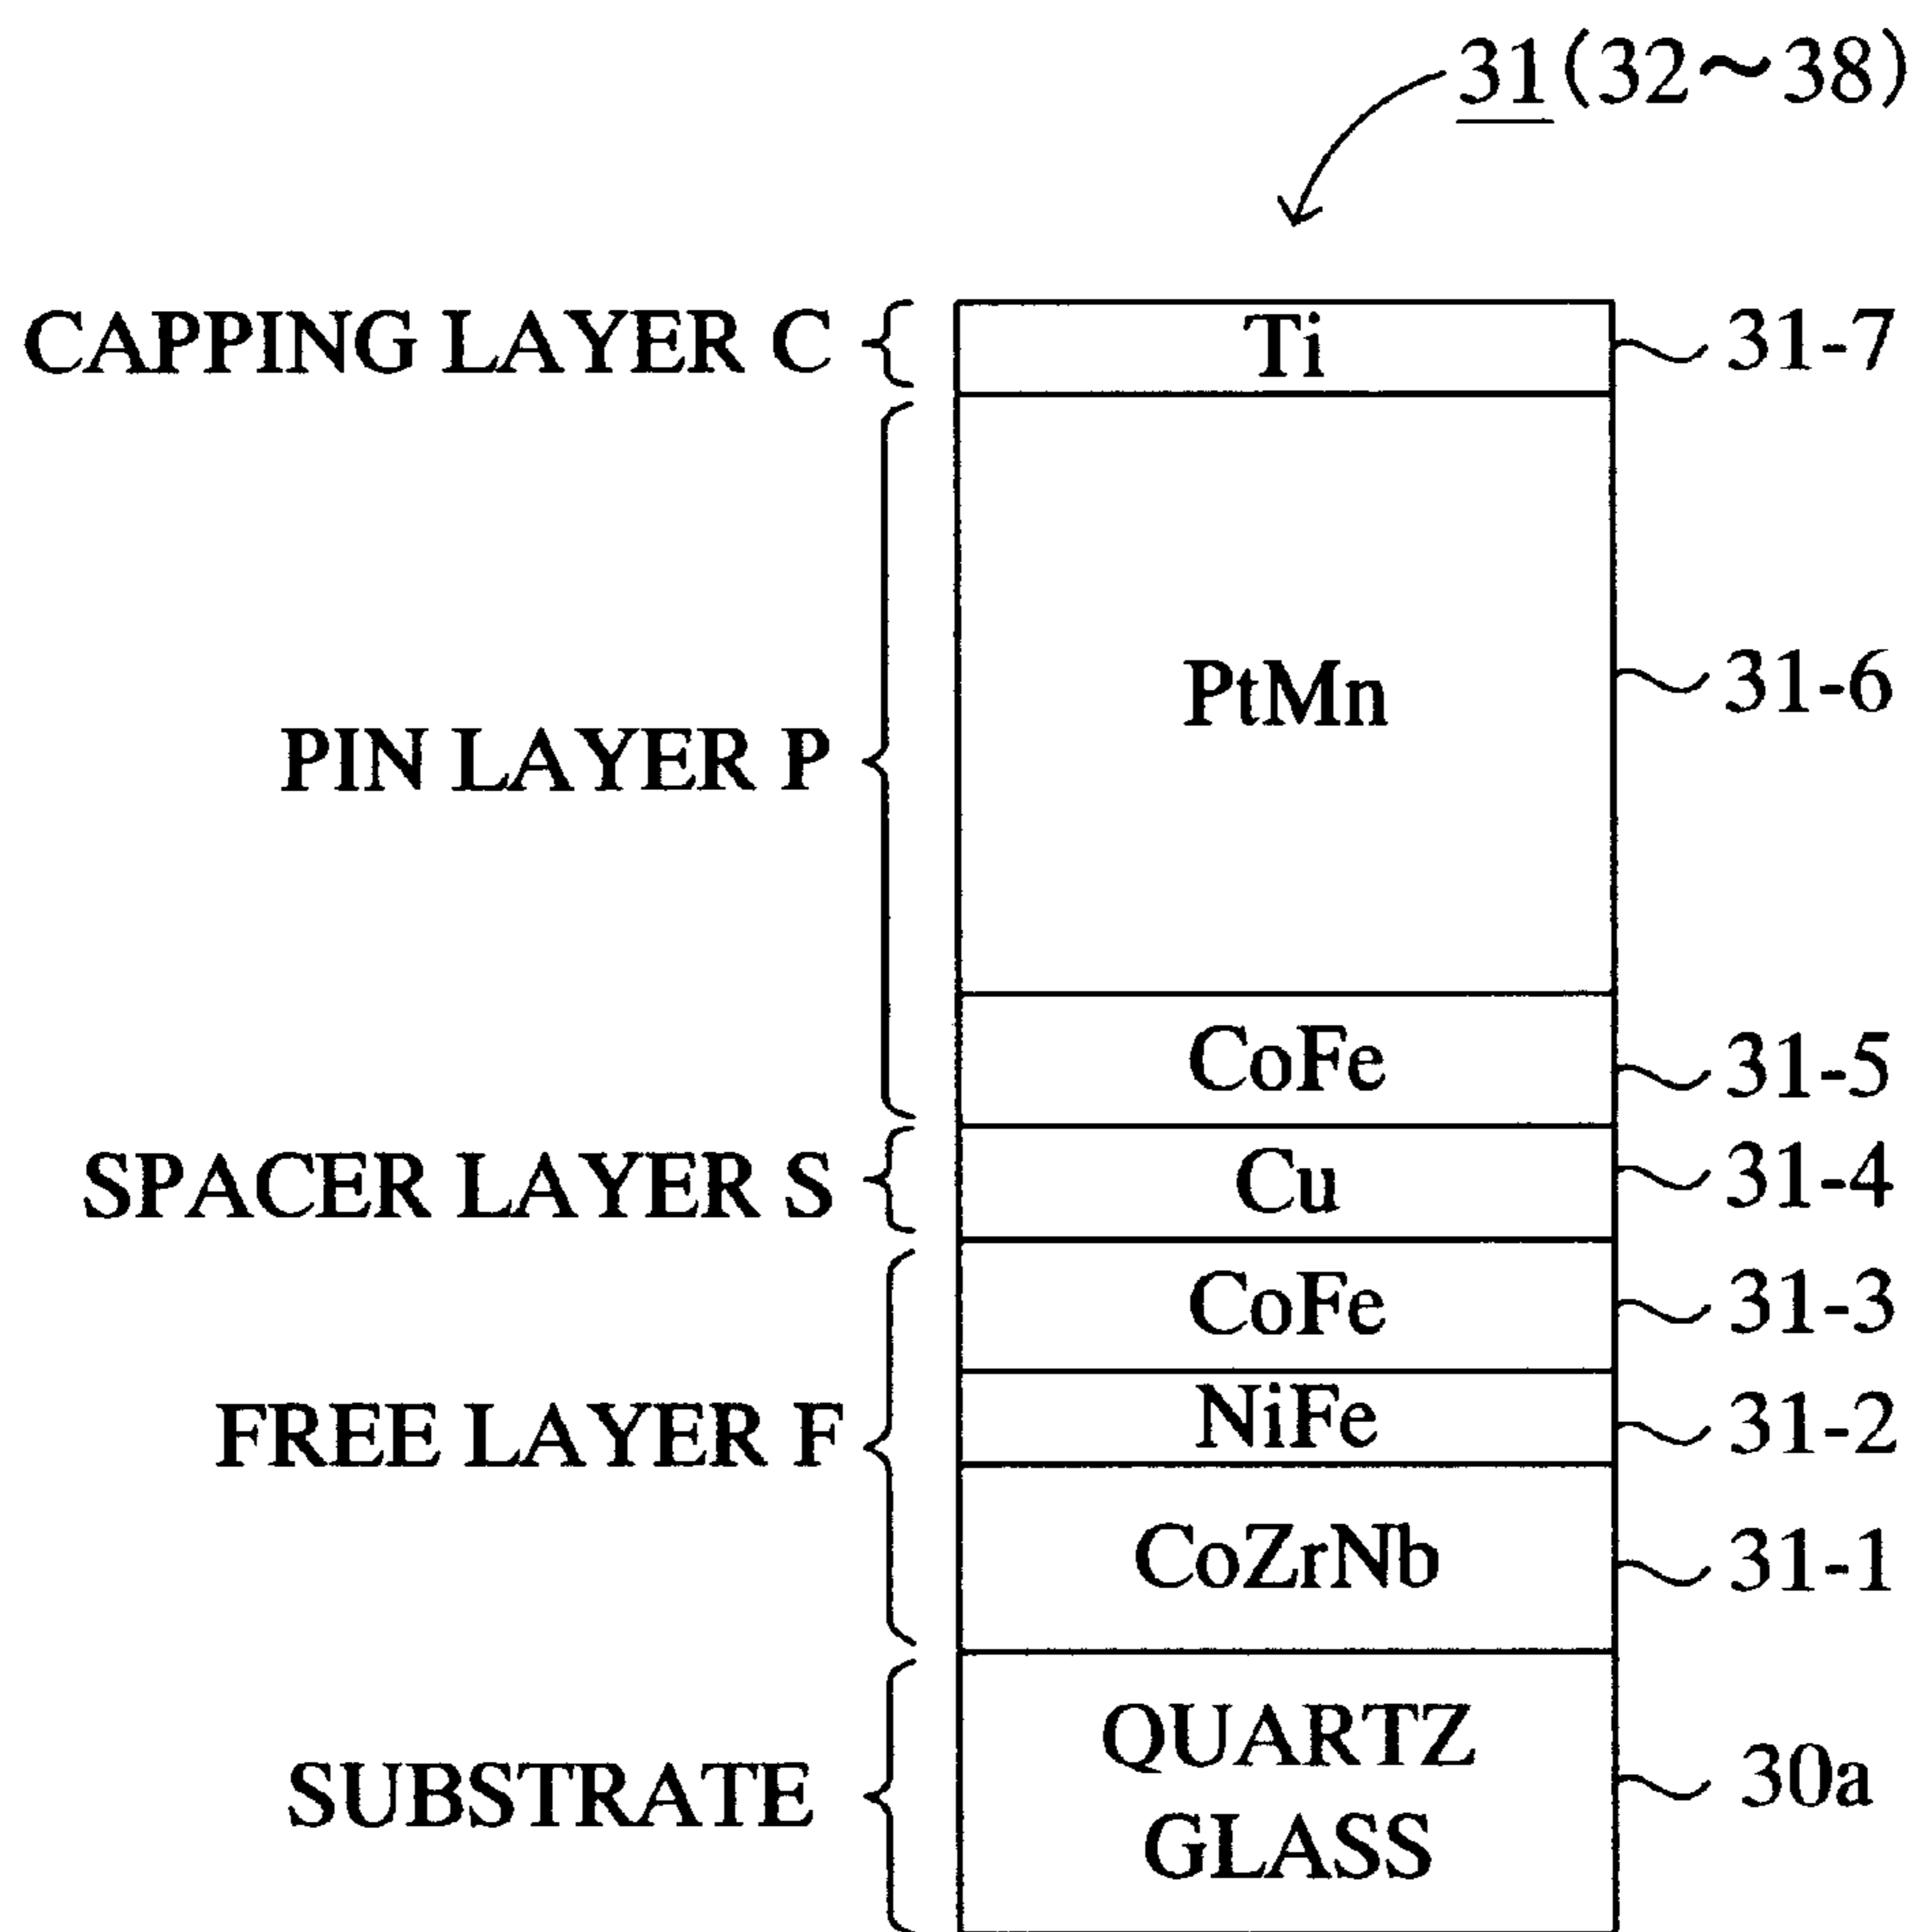 31(32～38)
CAPPING LAYER C
Ti
31-7
PtMn
31-6
PIN LAYER P
CoFe
31-5
SPACER LAYER S
Cu
31-4
CoFe
31-3
FREE LAYER F
NiFe
31-2
CoZrNb
31-1
SUBSTRATE
QUARTZ
GLASS
30a